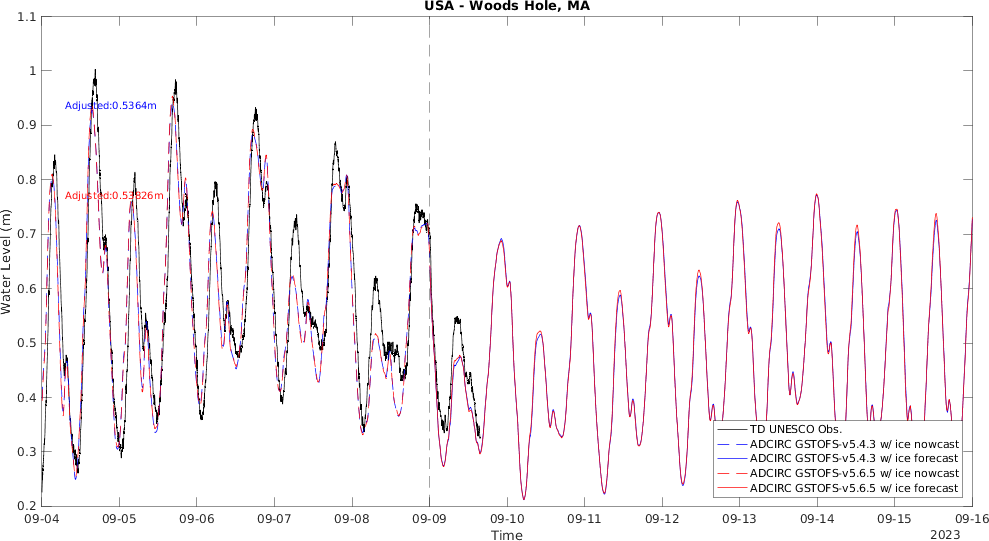 USA - Woods Hole, MA
1.1
1
0.9
0.8
0.7
0.6
0.5
0.4
0.3
0.2
Water Level (m)
Adjusted:0.5364m
Adjusted:0.53826m
TD UNESCO Obs.
ADCIRC GSTOFS-v5.4.3 w/ ice nowcast
ADCIRC GSTOFS-v5.4.3 w/ ice forecast
ADCIRC GSTOFS-v5.6.5 w/ ice nowcast
ADCIRC GSTOFS-v5.6.5 w/ ice forecast
09-04 09-05 09-06 09-07 09-08 09-09 09-10 09-11 09-12 09-13 09-14 09-15 09-16
Time
2023